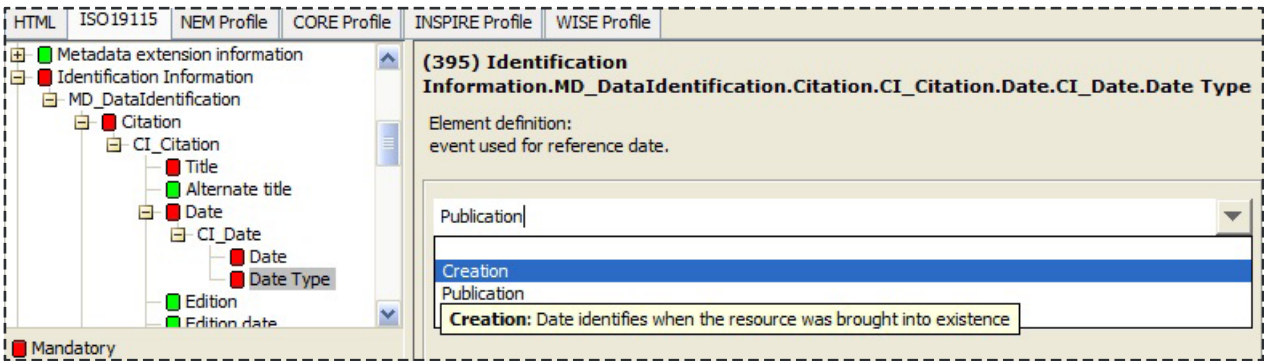 HTML ISO19115 NEM Profile CORE Profile INSPIRE Profile WISE Profile
Metadata extension information
Identification Information
MD_DataIdentification
Citation
CI_Citation
Title
Alternate title
Date
CI_Date
Date
Date Type
Edition
Edition date
Mandatory
(395) Identification
Information.MD_DataIdentification.Citation.CI_Citation.Date.CI_Date.Date Type
Element definition:
event used for reference date.
Publication
Creation
Publication
Creation: Date identifies when the resource was brought into existence